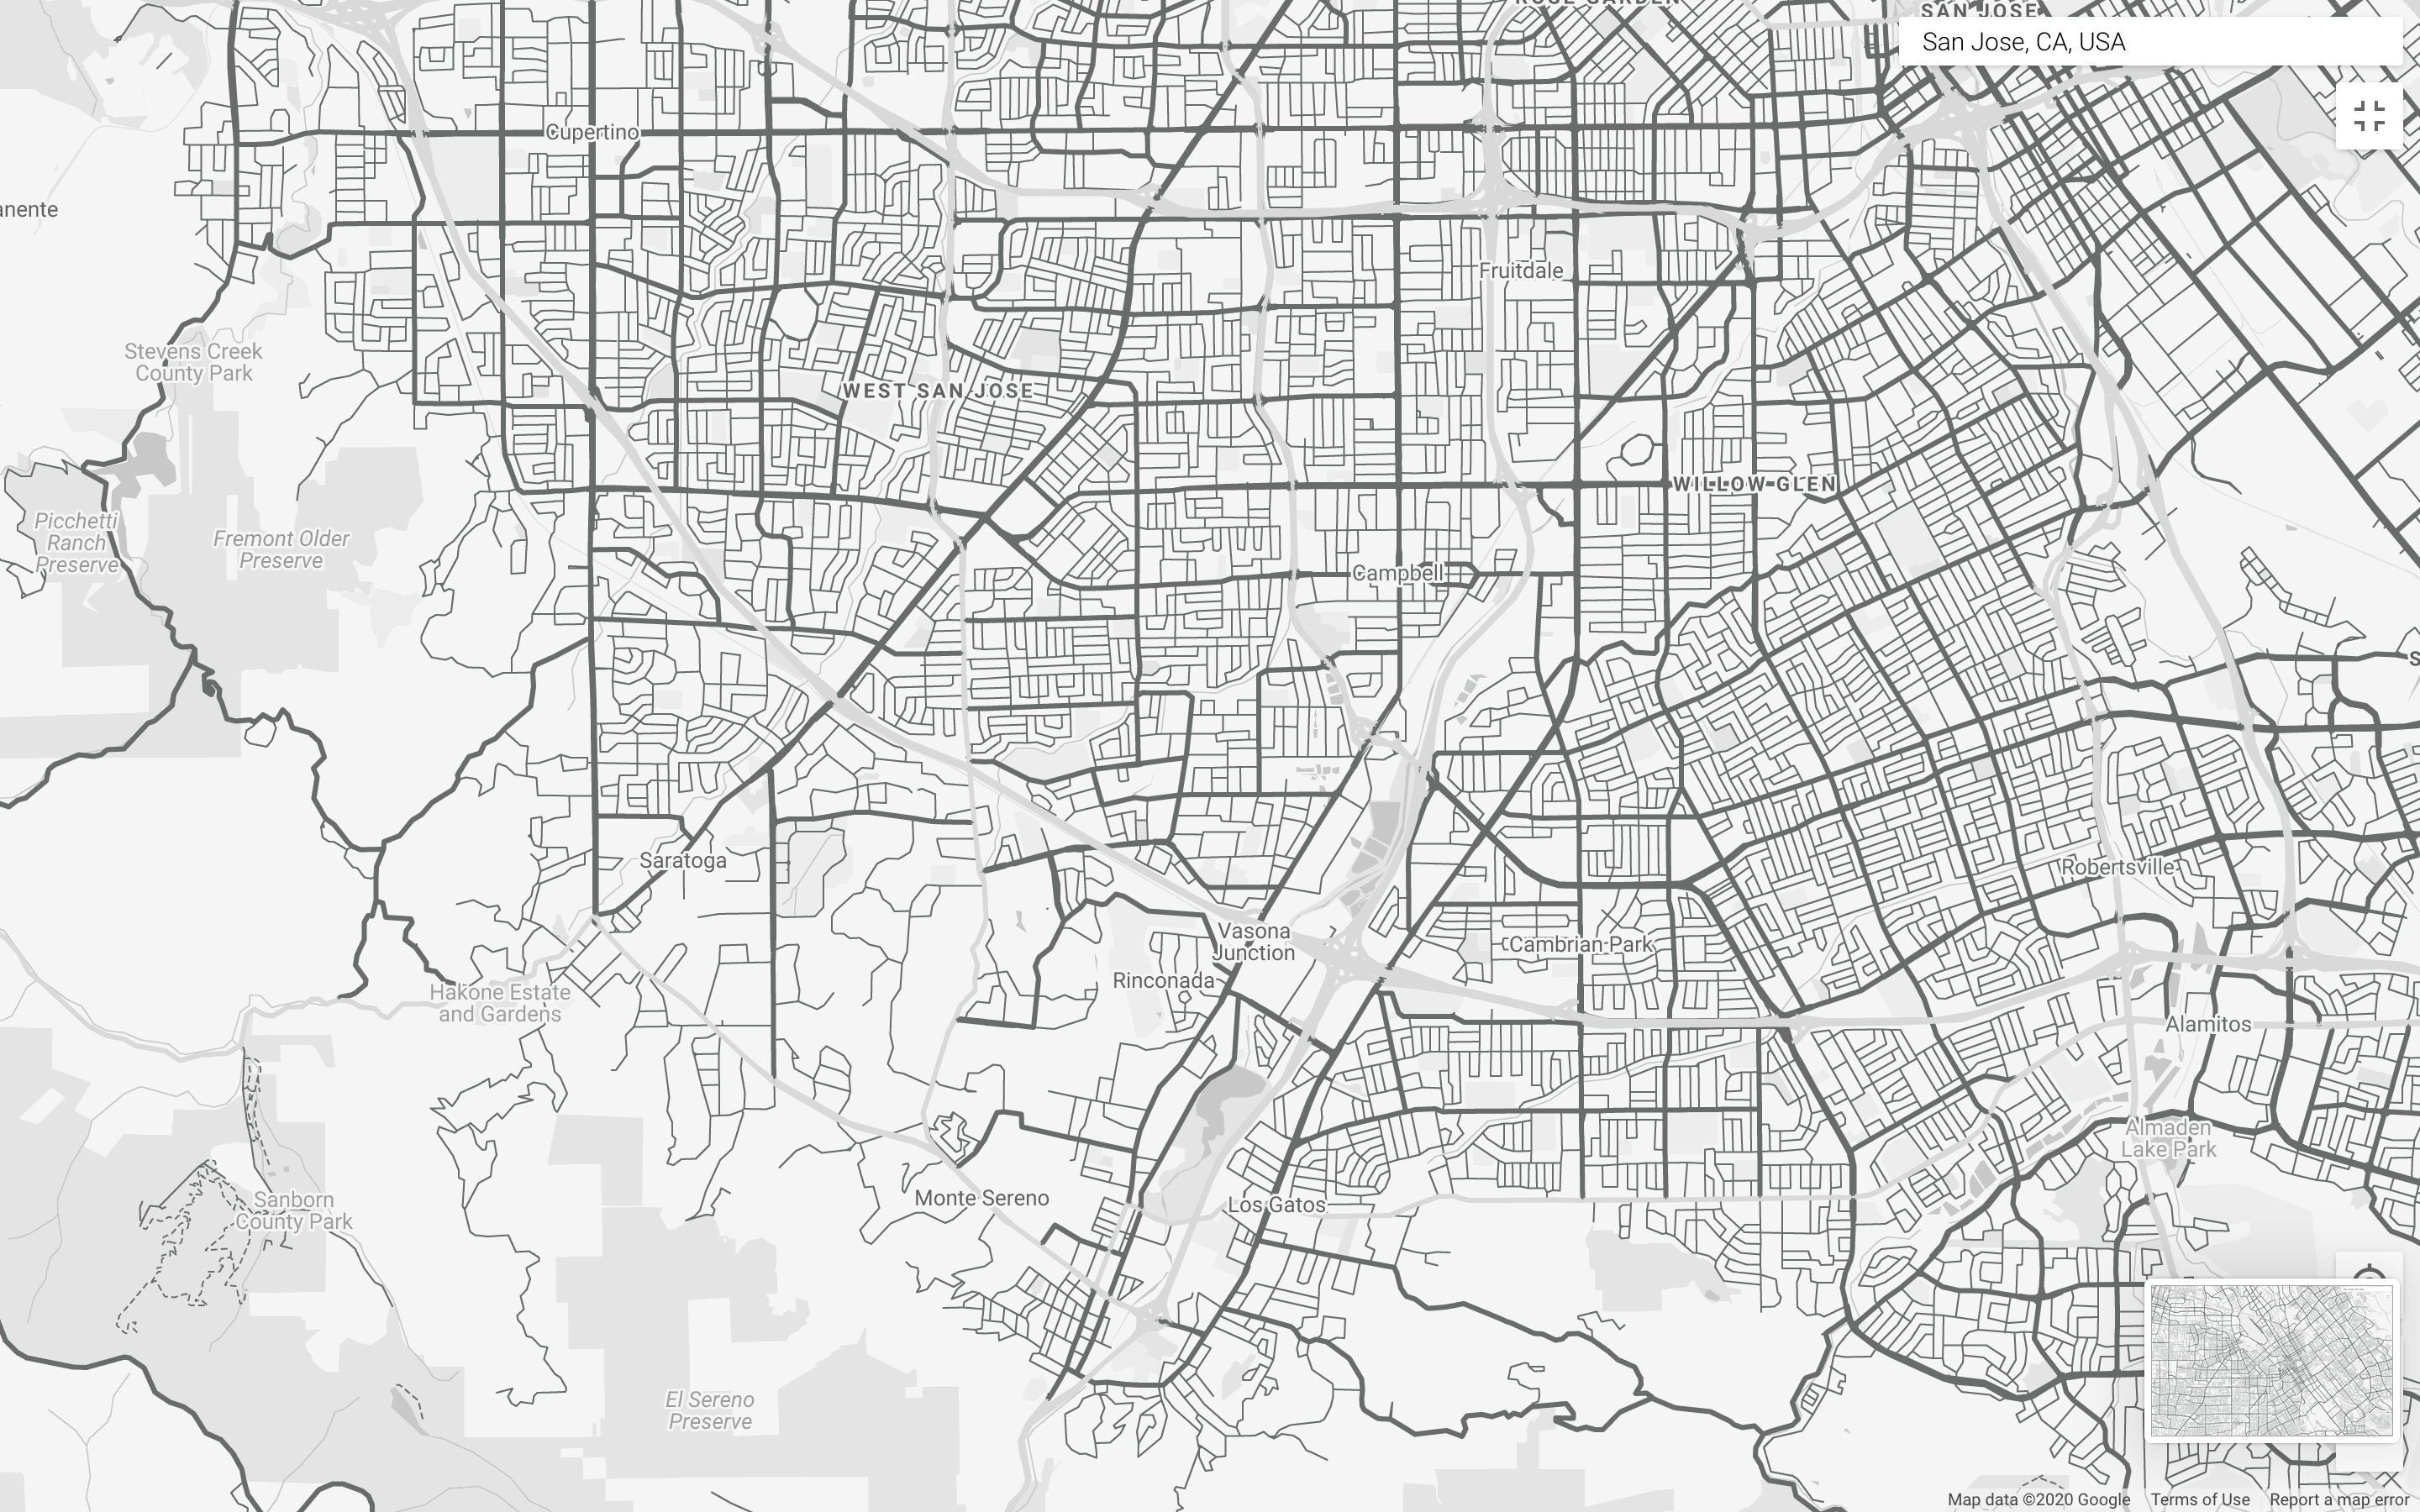 ROSE GARDEN
SAN JOSE
San Jose, CA, USA
Cupertino
anente
Fruitdale
Stevens Creek
County Park
WEST SAN JOSE
WILLOW GLEN
Picchetti
Ranch
Preserve
Fremont Older
Preserve
Campbell
S
Saratoga
Robertsville
Vasona
Junction
Cambrian Park
Rinconada
Hakone Estate
and Gardens
Alamitos
Almaden
Lake Park
Sanborn
County Park
Monte Sereno
Los Gatos
El Sereno
Preserve
Map data ©2020 Google
Terms of Use
Report a map error